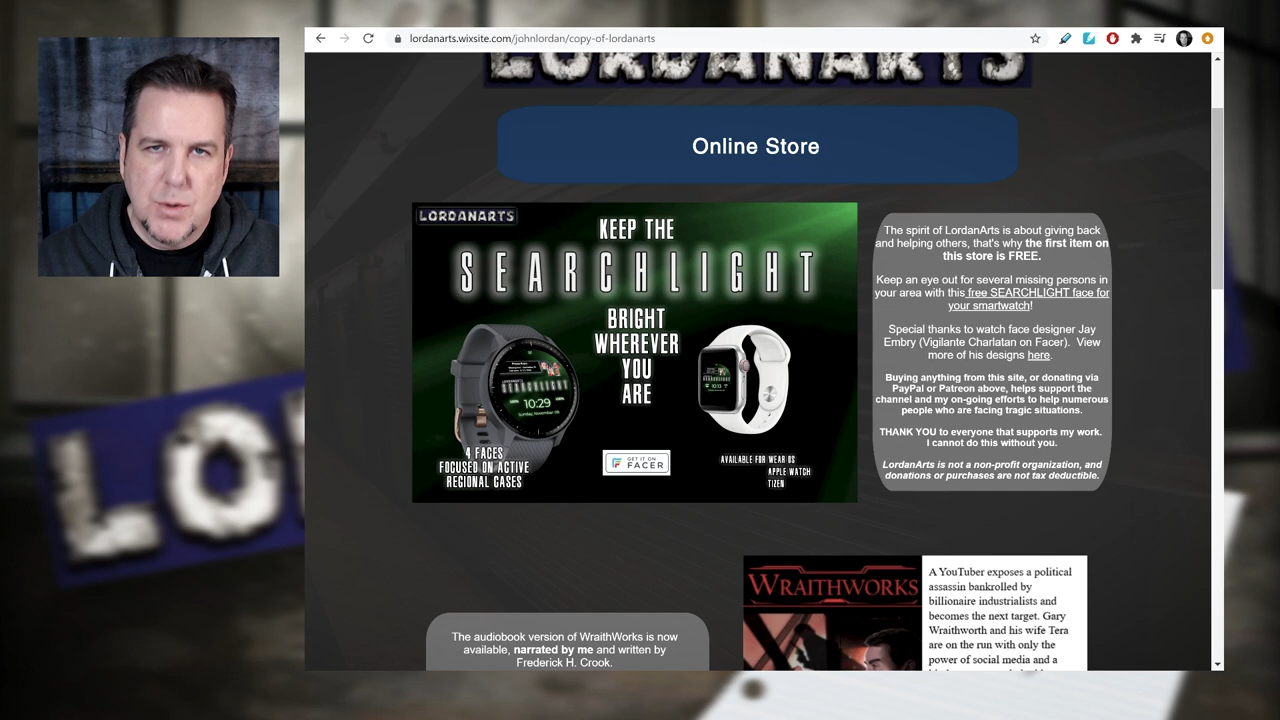 lordanarts.wixsite.com/johnlordan/copy-of-lordanarts
LORDANARTS
Online Store
LORDANARTS
KEEP THE
SEARCHLIGHT
BRIGHT
WHEREVER
YOU
ARE
SEARCHLIGHT
10:29
4 FACES
FOCUSED ON ACTIVE
REGIONAL CASES
GET IT ON
FACER
AVAILABLE FOR WEAR OS
APPLE WATCH
TIZEN
The spirit of LordanArts is about giving back
and helping others, that's why the first item on
this store is FREE.
Keep an eye out for several missing persons in
your area with this free SEARCHLIGHT face for
your smartwatch!
Special thanks to watch face designer Jay
Embry (Vigilante Charlatan on Facer). View
more of his designs here.
Buying anything from this site, or donating via
PayPal or Patreon above, helps support the
channel and my on-going efforts to help numerous
people who are facing tragic situations.
THANK YOU to everyone that supports my work.
I cannot do this without you.
LordanArts is not a non-profit organization, and
donations or purchases are not tax deductible.
The audiobook version of WraithWorks is now
available, narrated by me and written by
Frederick H. Crook.
WRAITHWORKS
A YouTuber exposes a political
assassin bankrolled by
billionaire industrialists and
becomes the next target. Gary
Wraithworth and his wife Tera
are on the run with only the
power of social media and a
LO